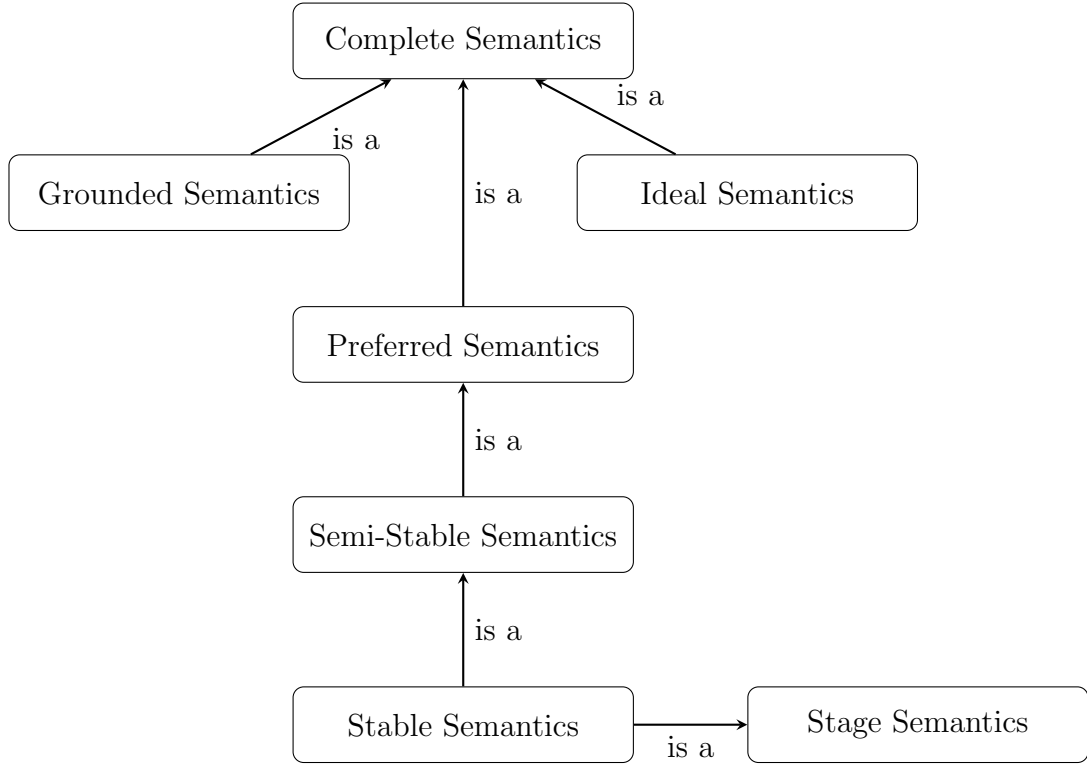 Complete Semantics
is a
is a
Grounded Semantics
is a
Ideal Semantics
Preferred Semantics
is a
Semi-Stable Semantics
is a
Stable Semantics
is a
Stage Semantics